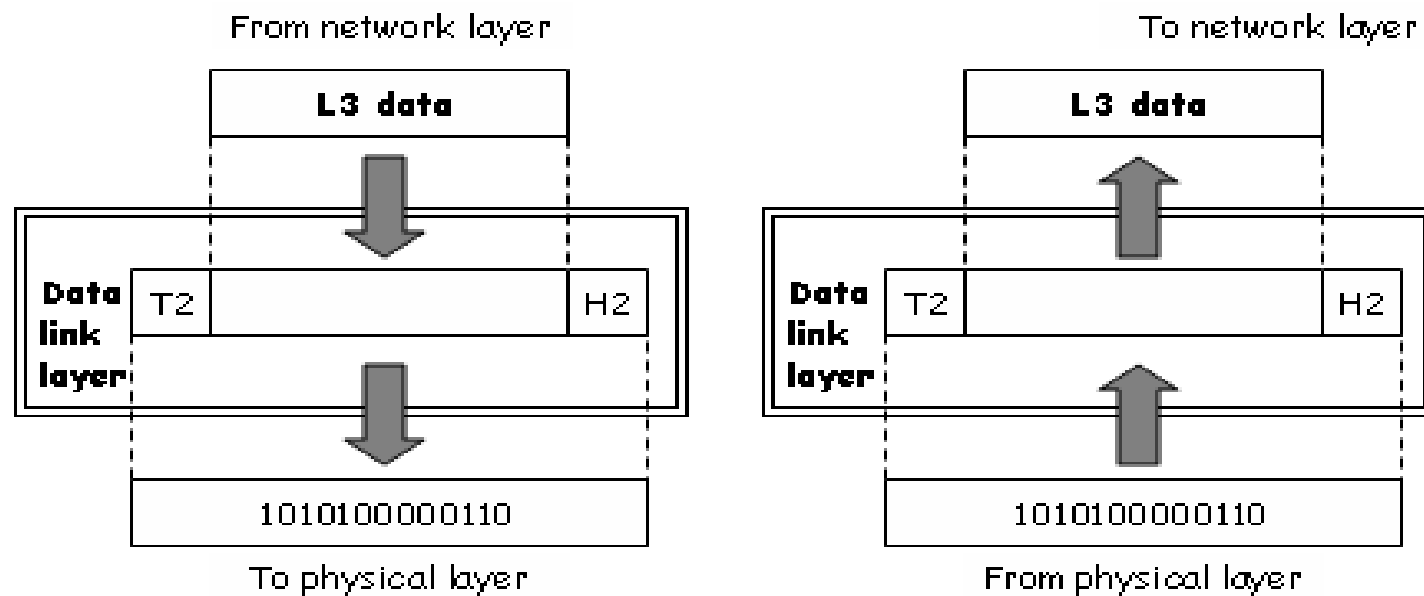 From network layer
L3 data
Data
link
layer
T2
H2
1010100000110
To physical layer
To network layer
L3 data
Data
link
layer
T2
H2
1010100000110
From physical layer